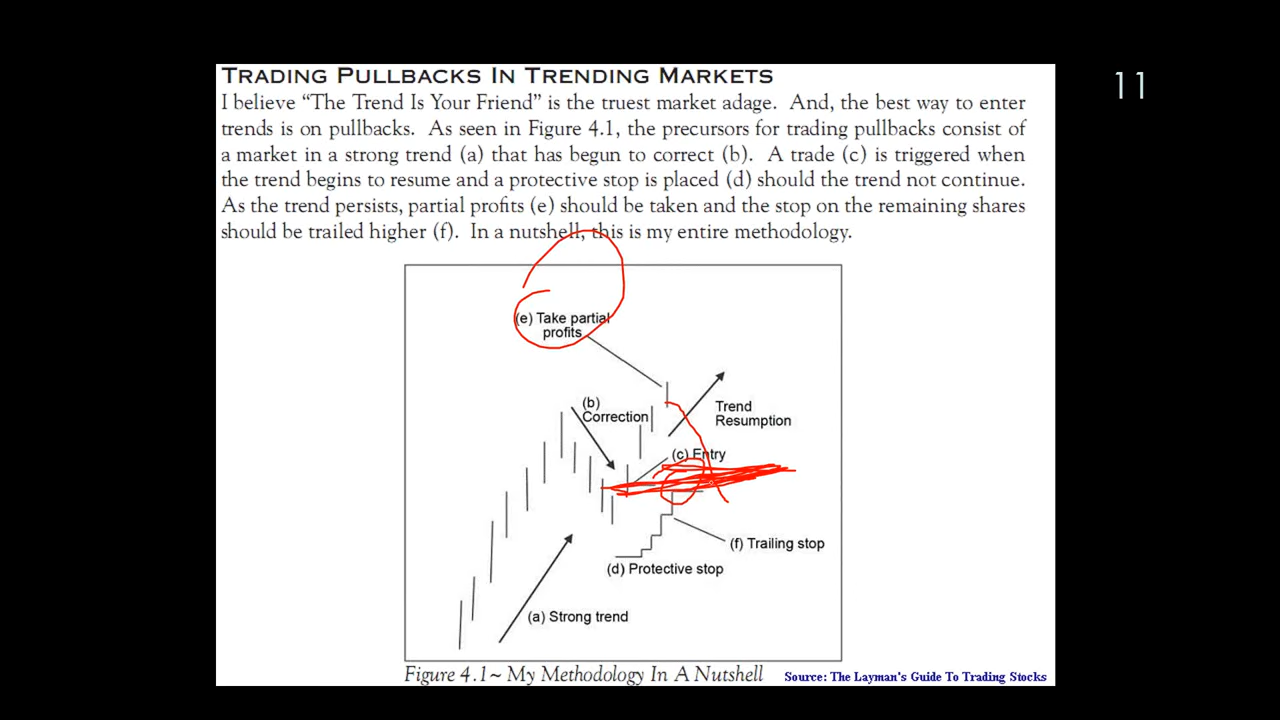 11
TRADING PULLBACKS IN TRENDING MARKETS
I believe “The Trend Is Your Friend” is the truest market adage. And, the best way to enter
trends is on pullbacks. As seen in Figure 4.1, the precursors for trading pullbacks consist of
a market in a strong trend (a) that has begun to correct (b). A trade (c) is triggered when
the trend begins to resume and a protective stop is placed (d) should the trend not continue.
As the trend persists, partial profits (e) should be taken and the stop on the remaining shares
should be trailed higher (f). In a nutshell, this is my entire methodology.
(e) Take partial
profits
(b)
Correction
Trend
Resumption
(c) Entry
(f) Trailing stop
(d) Protective stop
(a) Strong trend
Figure 4.1~ My Methodology In A Nutshell
Source: The Layman's Guide To Trading Stocks